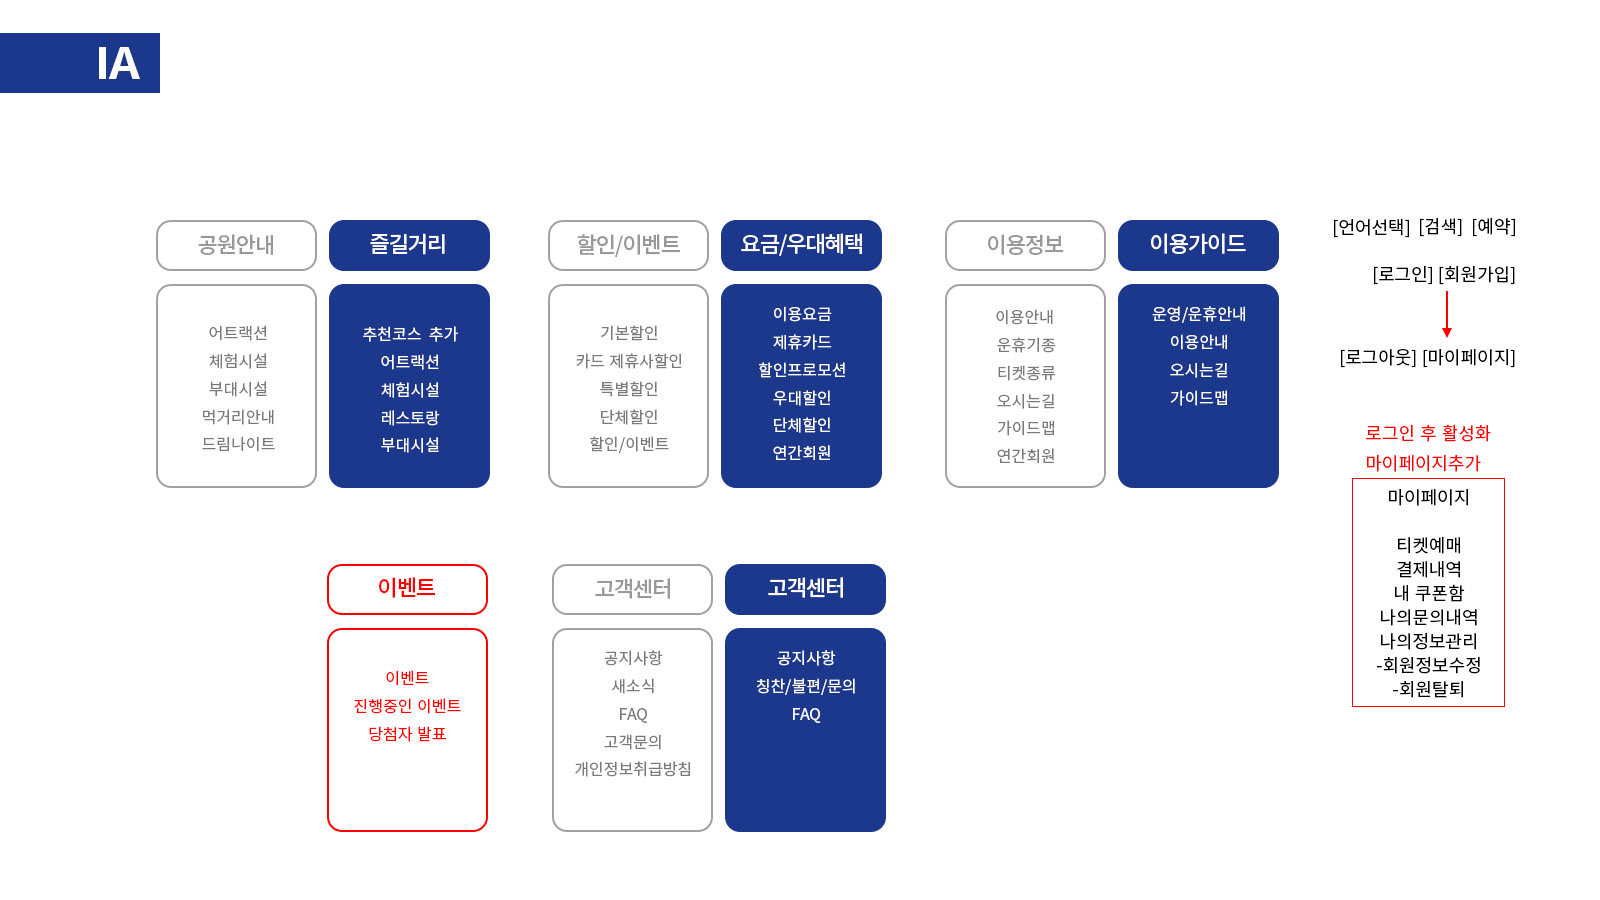 IA
공원안내
어트랙션
체험시설
부대시설
먹거리안내
드림나이트
즐길거리
추천코스 추가
어트랙션
체험시설
레스토랑
부대시설
할인/이벤트
기본할인
카드 제휴사할인
특별할인
단체할인
할인/이벤트
요금/우대혜택
이용요금
제휴카드
할인프로모션
우대할인
단체할인
연간회원
이용정보
이용안내
운휴기종
티켓종류
오시는길
가이드맵
연간회원
이용가이드
운영/운휴안내
이용안내
오시는길
가이드맵
[언어선택] [검색] [예약]
[로그인] [회원가입]
[로그아웃] [마이페이지]
로그인 후 활성화
마이페이지추가
마이페이지
티켓예매
결제내역
내 쿠폰함
나의문의내역
나의정보관리
-회원정보수정
-회원탈퇴
이벤트
이벤트
진행중인 이벤트
당첨자 발표
고객센터
공지사항
새소식
FAQ
고객문의
개인정보취급방침
고객센터
공지사항
칭찬/불편/문의
FAQ